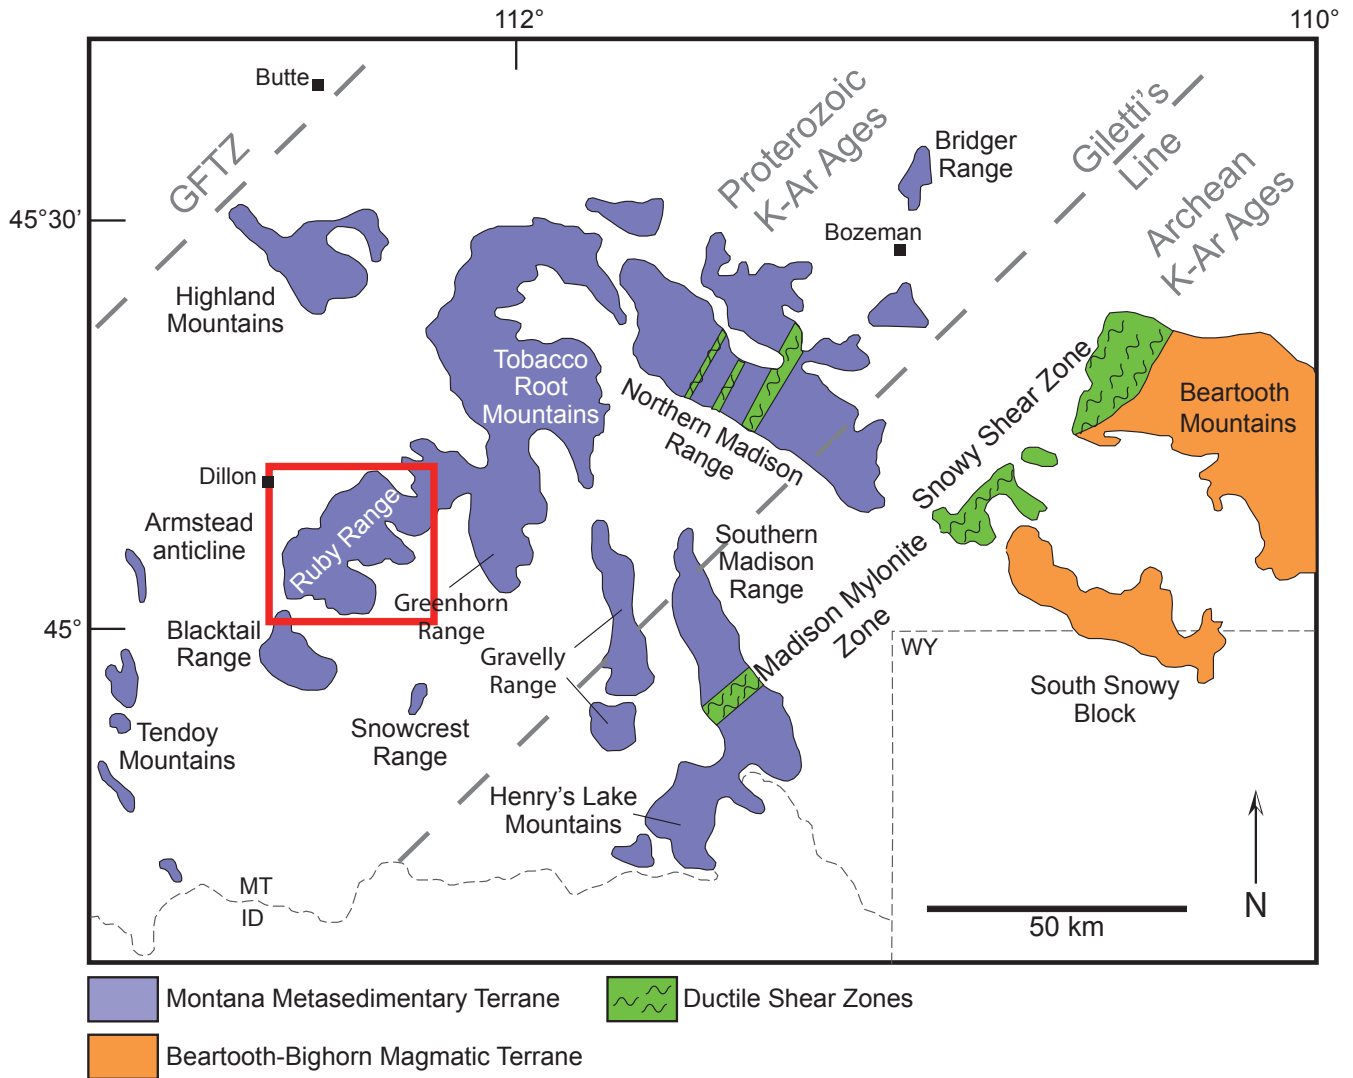 112°
110°
Butte
GFTZ
Proterozoic
K-Ar Ages
Giletti's
Line
Archean
K-Ar Ages
Bridger
Range
45°30'
Bozeman
Highland
Mountains
Tobacco
Root
Mountains
Northern Madison
Range
Snowy Shear Zone
Beartooth
Mountains
Dillon
Armstead
anticline
Ruby Range
Greenhorn
Range
Southern
Madison
Range
Madison Mylonite
Zone
45°
Blacktail
Range
Gravelly
Range
WY
South Snowy
Block
Tendoy
Mountains
Snowcrest
Range
Henry's Lake
Mountains
MT
ID
N
50 km
Montana Metasedimentary Terrane
Ductile Shear Zones
Beartooth-Bighorn Magmatic Terrane